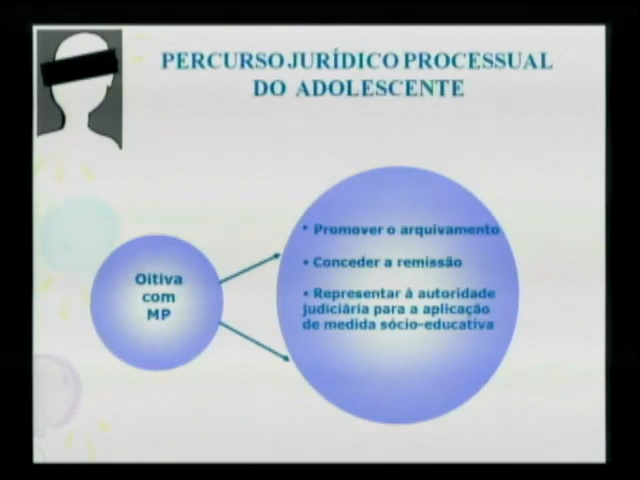 PERCURSO JURÍDICO PROCESSUAL
DO ADOLESCENTE
Oitiva
com
MP
• Promover o arquivamento
• Conceder a remissão
• Representar à autoridade
judiciária para a aplicação
de medida sócio-educativa